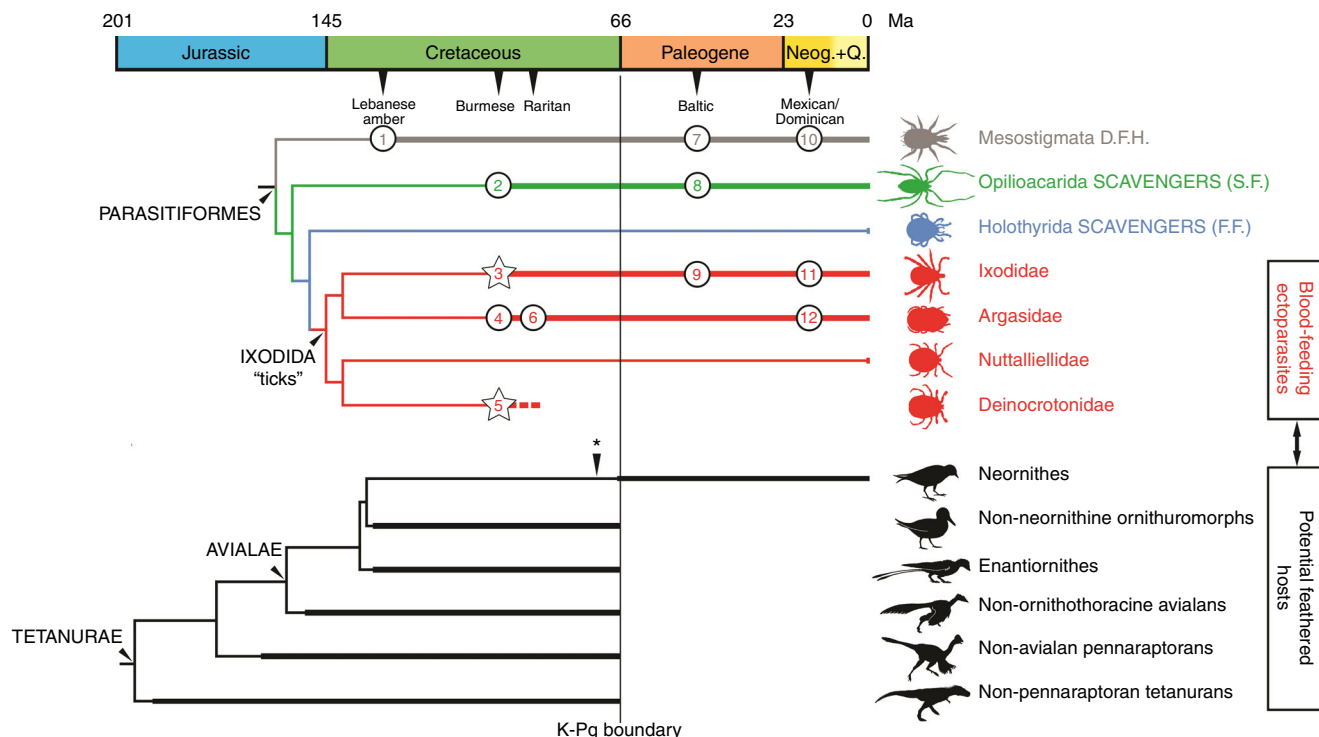 201 145 66 23 0 Ma
Jurassic Cretaceous Paleogene Neog.+Q.
Lebanese amber Burmese Raritan Baltic Mexican/ Dominican
1 7 10 Mesostigmata D.F.H.
2 8 Opilioacarida SCAVENGERS (S.F.)
PARASITIFORMES
Holothyrida SCAVENGERS (F.F.)
3 9 11 Ixodidae
4 6 12 Argasidae
IXODIDA
“ticks”
Nuttalliellidae
5 Deinocrotonidae
Blood-feeding
ectoparasites
*
Neornithes
Non-neornithine ornithuromorphs
AVIALAE
Enantiornithes
Non-ornithothoracine avialans
TETANURAE
Non-avialan pennaraptorans
Non-pennaraptoran tetanurans
Potential feathered
hosts
K-Pg boundary